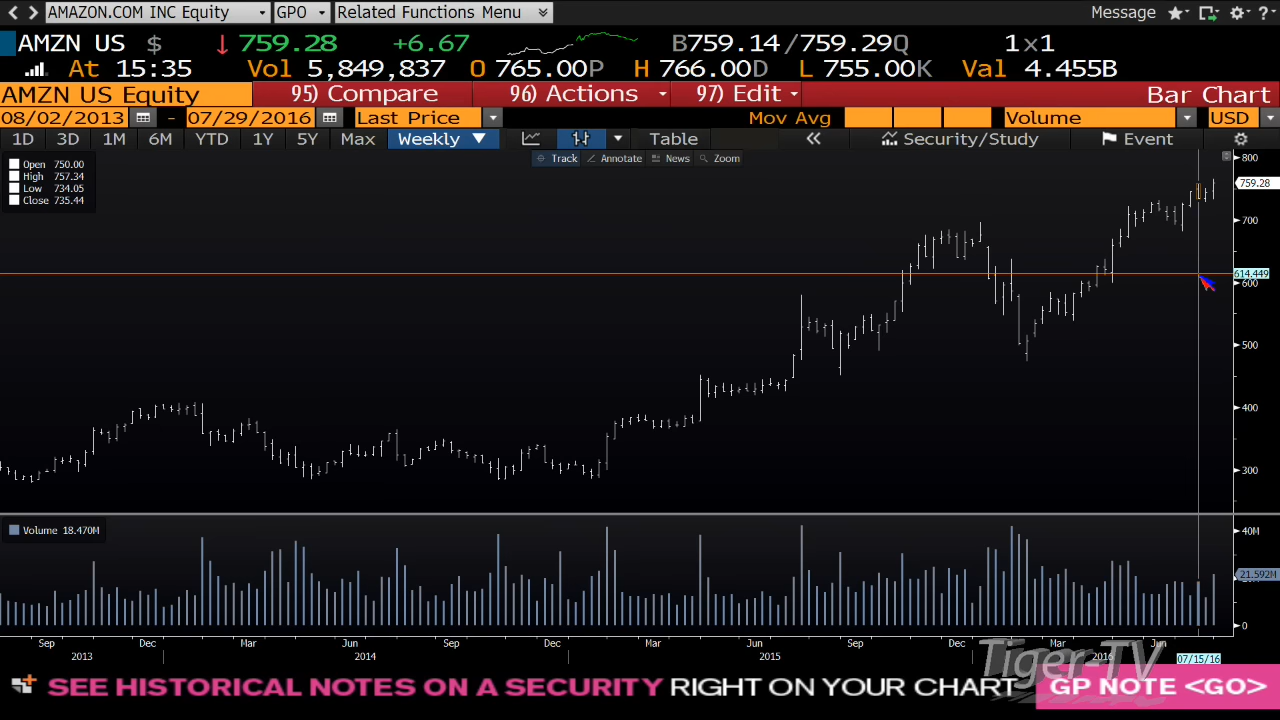 AMAZON.COM INC Equity GPO Related Functions Menu Message ?
AMZN US $ ↓ 759.28 +6.67 B759.14/759.29Q 1x1
At 15:35 Vol 5,849,837 O 765.00P H 766.00D L 755.00K Val 4.455B
AMZN US Equity 95) Compare 96) Actions 97) Edit Bar Chart
08/02/2013 - 07/29/2016 Last Price Mov Avg Volume USD
1D 3D 1M 6M YTD 1Y 5Y Max Weekly ▼ Table « Security/Study Event
Track Annotate News Zoom
Open 750.00
High 757.34
Low 734.05
Close 735.44
800
759.28
700
614.449
600
500
400
300
Volume 18.470M
40M
21.592M
0
Sep Dec Mar Jun Sep Dec Mar Jun Sep Dec Mar Jun
2013 2014 2015 2016 07/15/16
Tiger-TV
SEE HISTORICAL NOTES ON A SECURITY RIGHT ON YOUR CHART GP NOTE <GO>